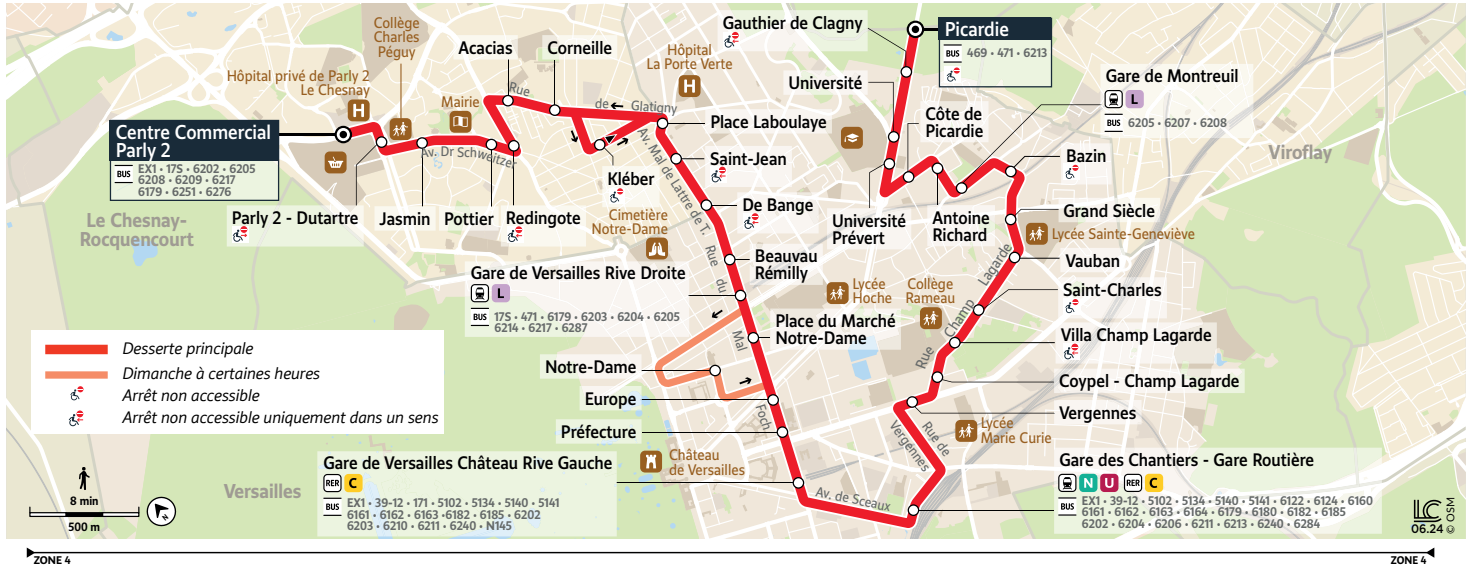 Collège
Charles
Péguy
Acacias
Corneille
Gauthier de Clagny
Picardie
BUS 469 • 471 • 6213
Hôpital
La Porte Verte
H
Hôpital privé de Parly 2
Le Chesnay
H
Mairie
Rue
de
Glatigny
Université
Gare de Montreuil
L
BUS 6205 • 6207 • 6208
Centre Commercial
Parly 2
BUS EX1 • 17S • 6202 • 6205
6208 • 6209 • 6217
6179 • 6251 • 6276
Av. Dr Schweitzer
Place Laboulaye
Côte de
Picardie
Viroflay
Bazin
Saint-Jean
Kléber
Av. Mal de Lattre de T.
De Bange
Le Chesnay-
Rocquencourt
Parly 2 - Dutartre
Jasmin
Pottier
Redingote
Cimetière
Notre-Dame
Université
Prévert
Antoine
Richard
Grand Siècle
Lycée Sainte-Geneviève
Rue du
Mal
Foch
Beauvau
Rémilly
Vauban
Gare de Versailles Rive Droite
L
BUS 17S • 471 • 6179 • 6203 • 6204 • 6205
6214 • 6217 • 6287
Lycée
Hoche
Collège
Rameau
Rue Champ Lagarde
Saint-Charles
Place du Marché
Notre-Dame
Villa Champ Lagarde
Desserte principale
Dimanche à certaines heures
Arrêt non accessible
Arrêt non accessible uniquement dans un sens
Notre-Dame
Coypel - Champ Lagarde
Europe
Vergennes
Préfecture
Rue de
Vergennes
Lycée
Marie Curie
Château
de Versailles
Gare de Versailles Château Rive Gauche
RER C
BUS EX1 • 39-12 • 171 • 5102 • 5134 • 5140 • 5141
6161 • 6162 • 6163 •6182 • 6185 • 6202
6203 • 6210 • 6211 • 6240 • N145
Gare des Chantiers - Gare Routière
N U RER C
BUS EX1 • 39-12 • 5102 • 5134 • 5140 • 5141 • 6122 • 6124 • 6160
6161 • 6162 • 6163 • 6164 • 6179 • 6180 • 6182 • 6185
6202 • 6204 • 6206 • 6211 • 6213 • 6240 • 6284
Av. de Sceaux
Versailles
8 min
500 m
LC
06.24 © OSM
ZONE 4
ZONE 4